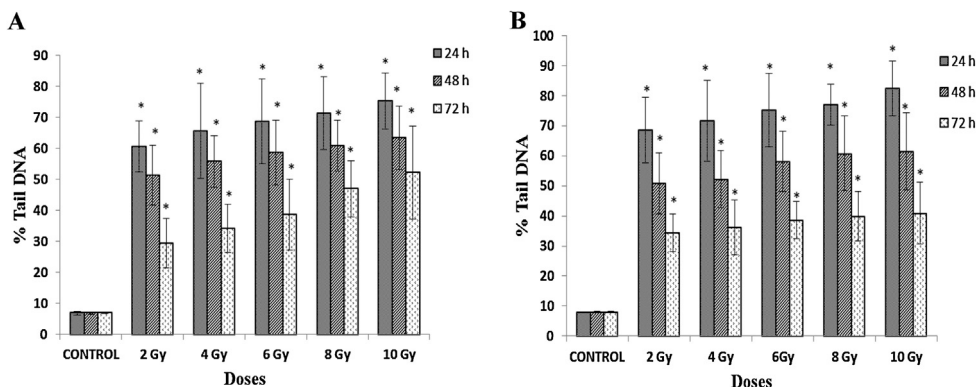 A
90
80
70
60
50
40
30
20
10
0
% Tail DNA
* * *
* * *
* * *
* * *
* * *
24 h
48 h
72 h
CONTROL 2 Gy 4 Gy 6 Gy 8 Gy 10 Gy
Doses
B
100
90
80
70
60
50
40
30
20
10
0
% Tail DNA
* * *
* * *
* * *
* * *
* * *
24 h
48 h
72 h
CONTROL 2 Gy 4 Gy 6Gy 8 Gy 10 Gy
Doses